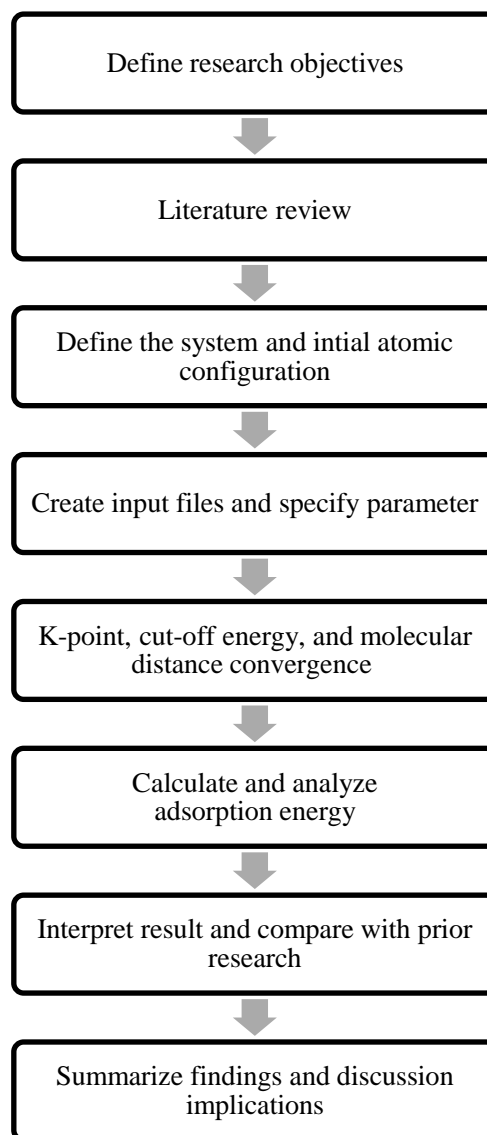 Define research objectives
Literature review
Define the system and intial atomic
configuration
Create input files and specify parameter
K-point, cut-off energy, and molecular
distance convergence
Calculate and analyze
adsorption energy
Interpret result and compare with prior
research
Summarize findings and discussion
implications